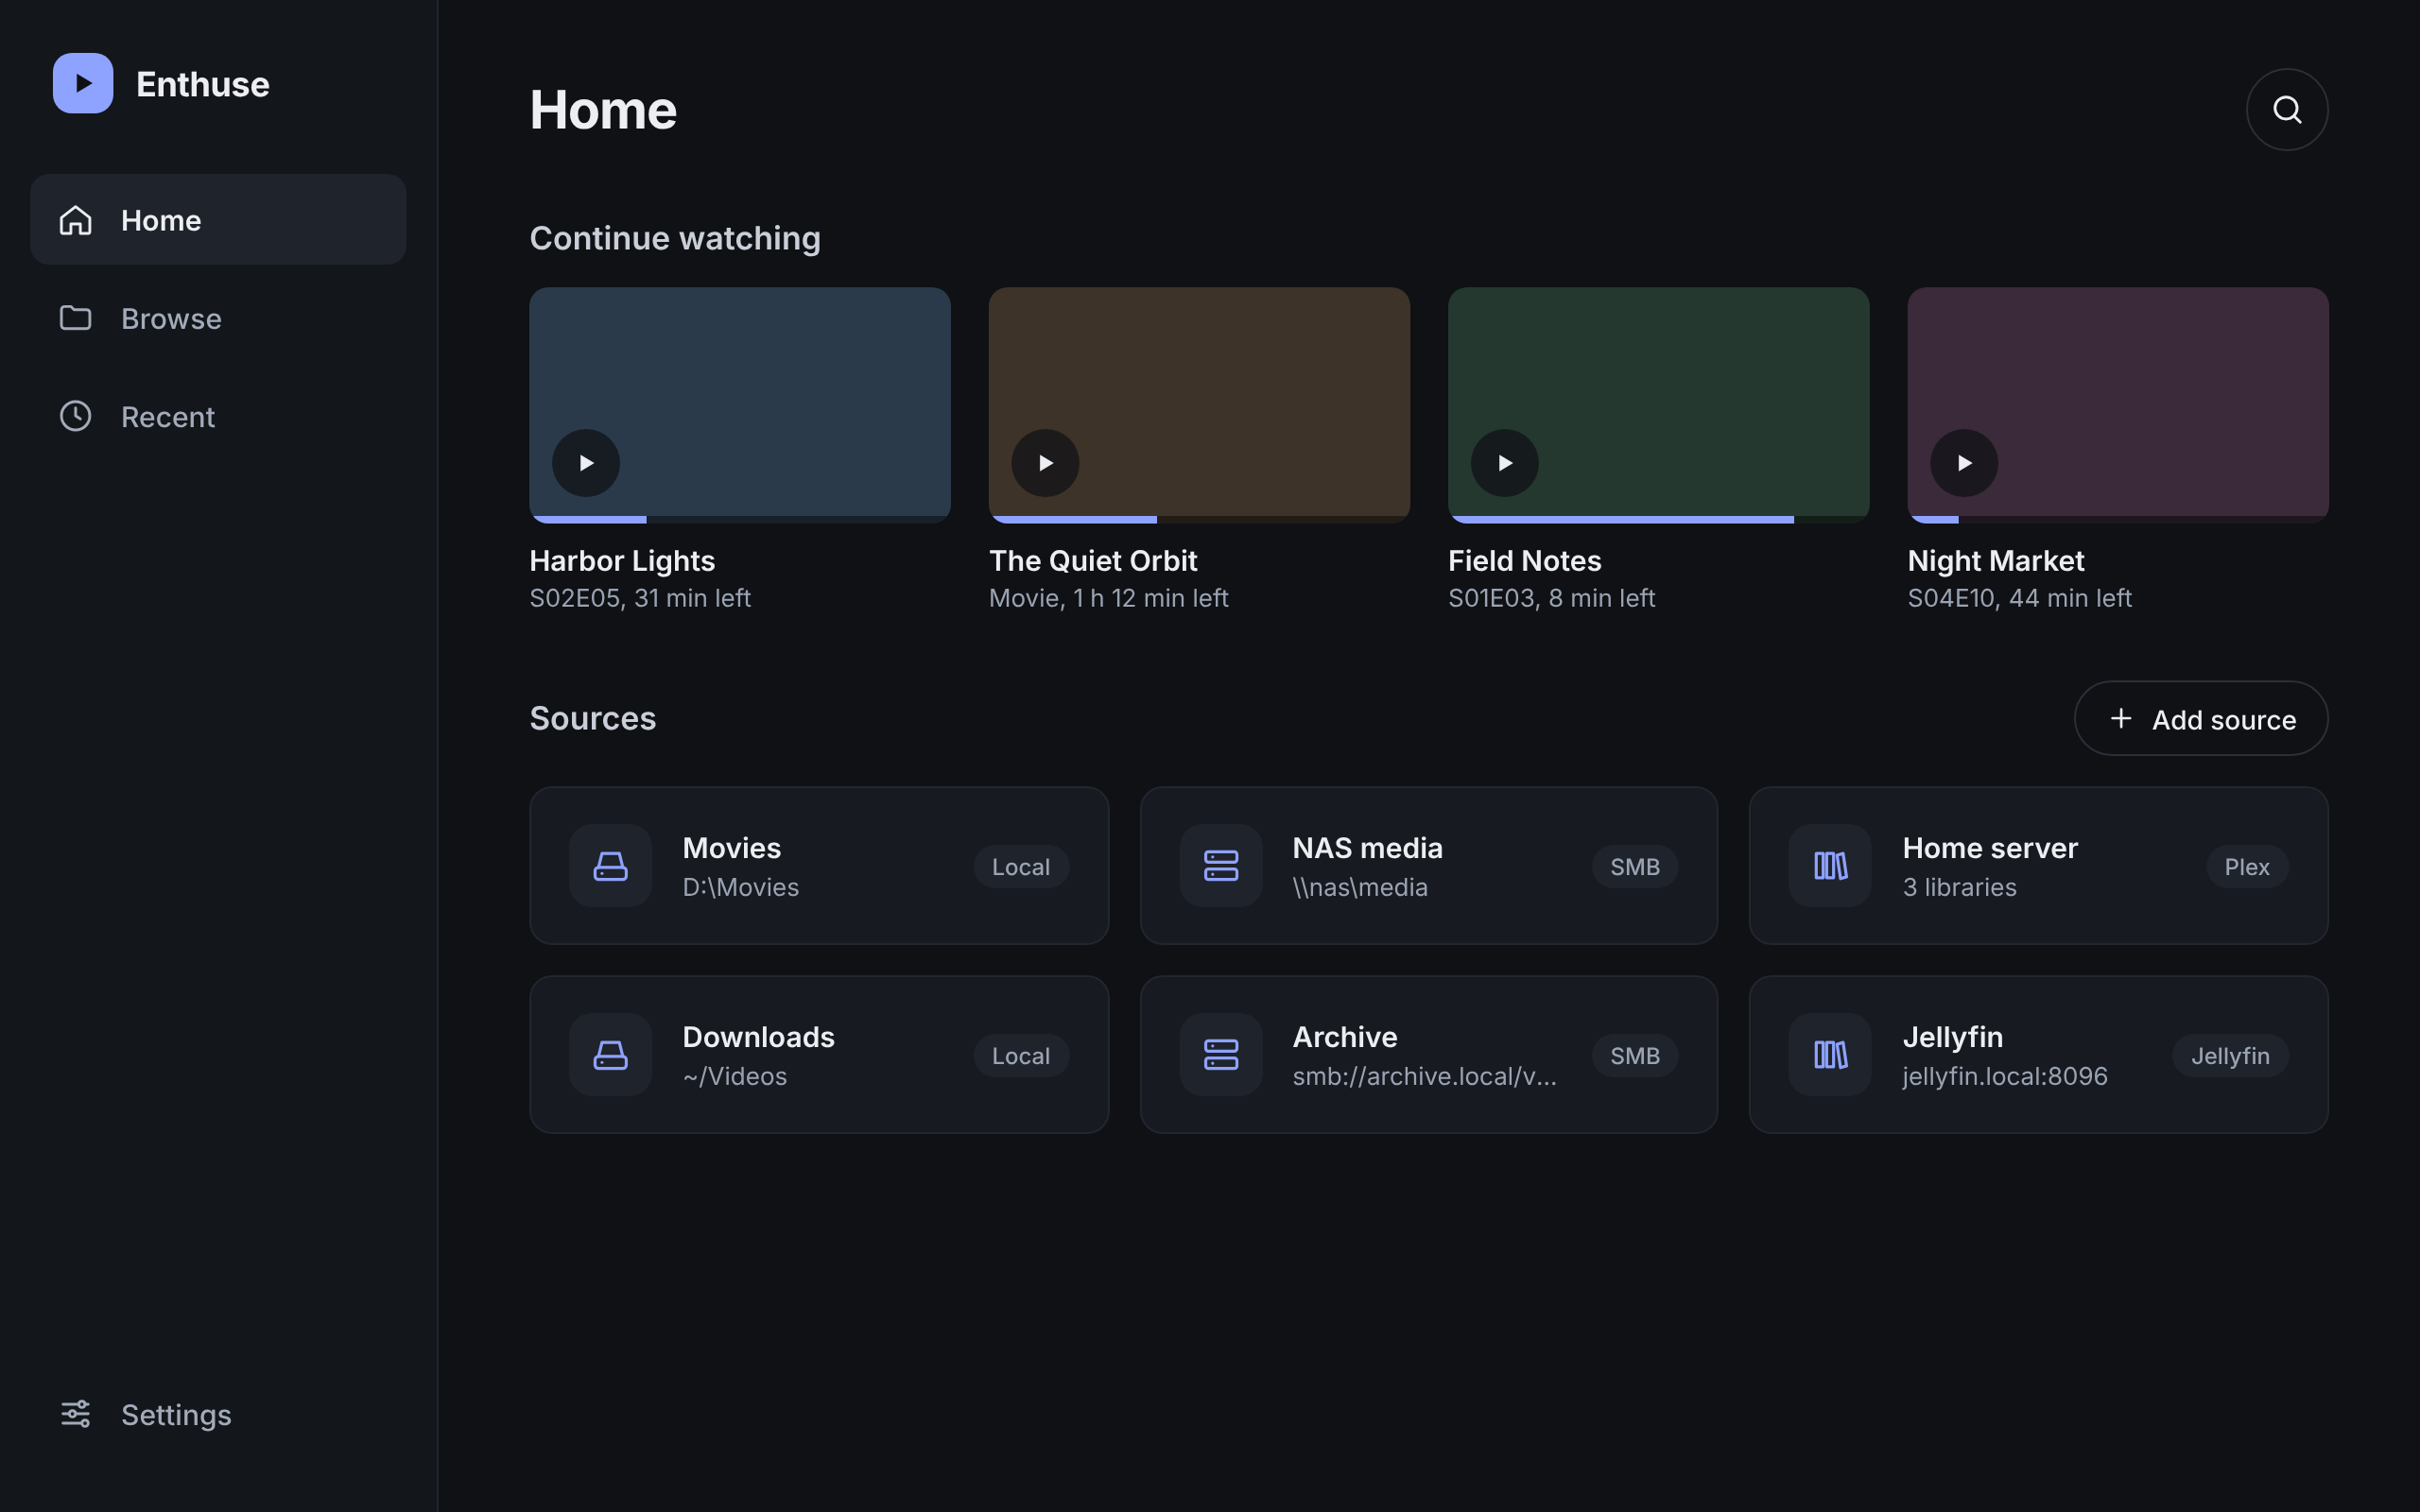 Enthuse
Home
Browse
Recent
Settings
Home
Continue watching
Harbor Lights
S02E05, 31 min left
The Quiet Orbit
Movie, 1 h 12 min left
Field Notes
S01E03, 8 min left
Night Market
S04E10, 44 min left
Sources
Add source
Movies
D:\Movies
Local
NAS media
\\nas\media
SMB
Home server
3 libraries
Plex
Downloads
~/Videos
Local
Archive
smb://archive.local/v...
SMB
Jellyfin
jellyfin.local:8096
Jellyfin